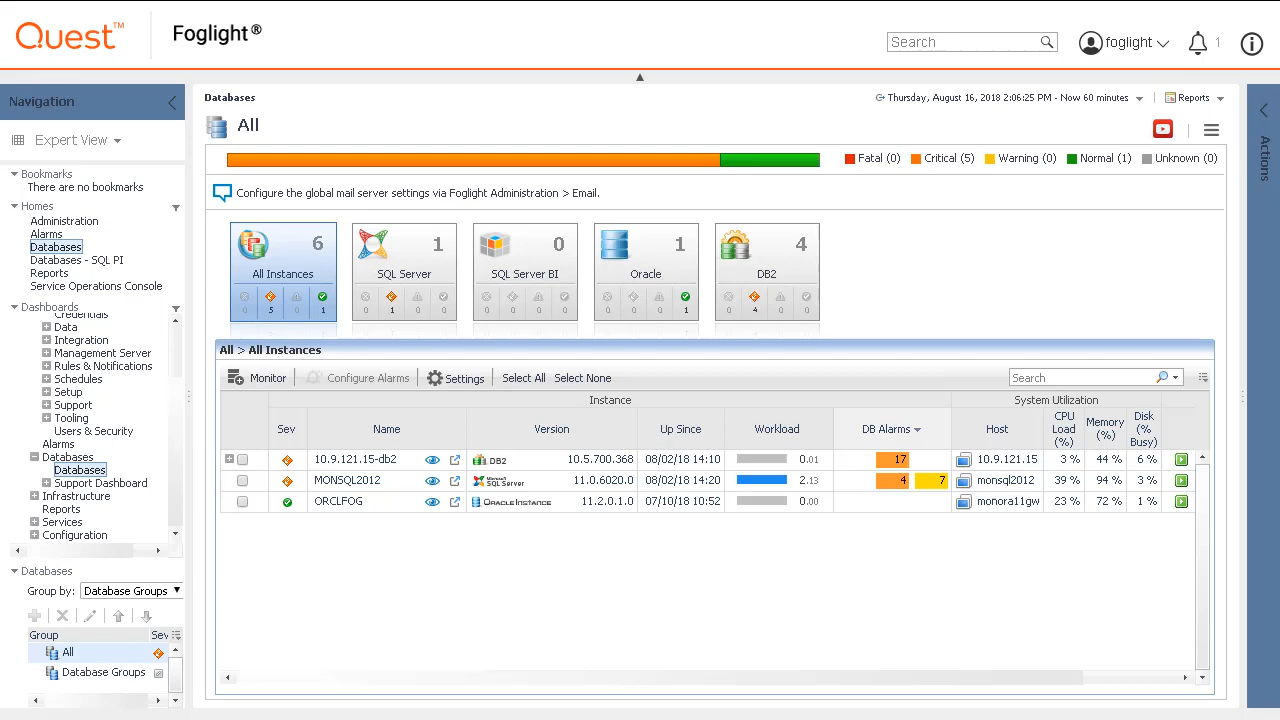 Quest™
Foglight®
Search
foglight
1
Navigation
Expert View
Bookmarks
There are no bookmarks
Homes
Administration
Alarms
Databases
Databases - SQL PI
Reports
Service Operations Console
Dashboards
Credentials
Data
Integration
Management Server
Rules & Notifications
Schedules
Setup
Support
Tooling
Users & Security
Alarms
Databases
Databases
Support Dashboard
Infrastructure
Reports
Services
Configuration
Databases
Group by: Database Groups
Group Sev
All
Database Groups
Databases
Thursday, August 16, 2018 2:06:25 PM - Now 60 minutes
Reports
All
Fatal (0) Critical (5) Warning (0) Normal (1) Unknown (0)
Configure the global mail server settings via Foglight Administration > Email.
6 1 0 1 4
All Instances SQL Server SQL Server BI Oracle DB2
0 5 0 1 0 1 0 0 0 0 0 0 0 0 0 1 0 4 0 0
All > All Instances
Monitor Configure Alarms Settings Select All Select None Search
Instance System Utilization
Sev Name Version Up Since Workload DB Alarms Host CPU Load (%) Memory (%) Disk (% Busy)
10.9.121.15-db2 DB2 10.5.700.368 08/02/18 14:10 0.01 17 10.9.121.15 3 % 44 % 6 %
MONSQL2012 Microsoft SQL Server 11.0.6020.0 08/02/18 14:20 2.13 4 7 monsql2012 39 % 94 % 3 %
ORCLFOG ORACLE INSTANCE 11.2.0.1.0 07/10/18 10:52 0.00 monora11gw 23 % 72 % 1 %
Actions